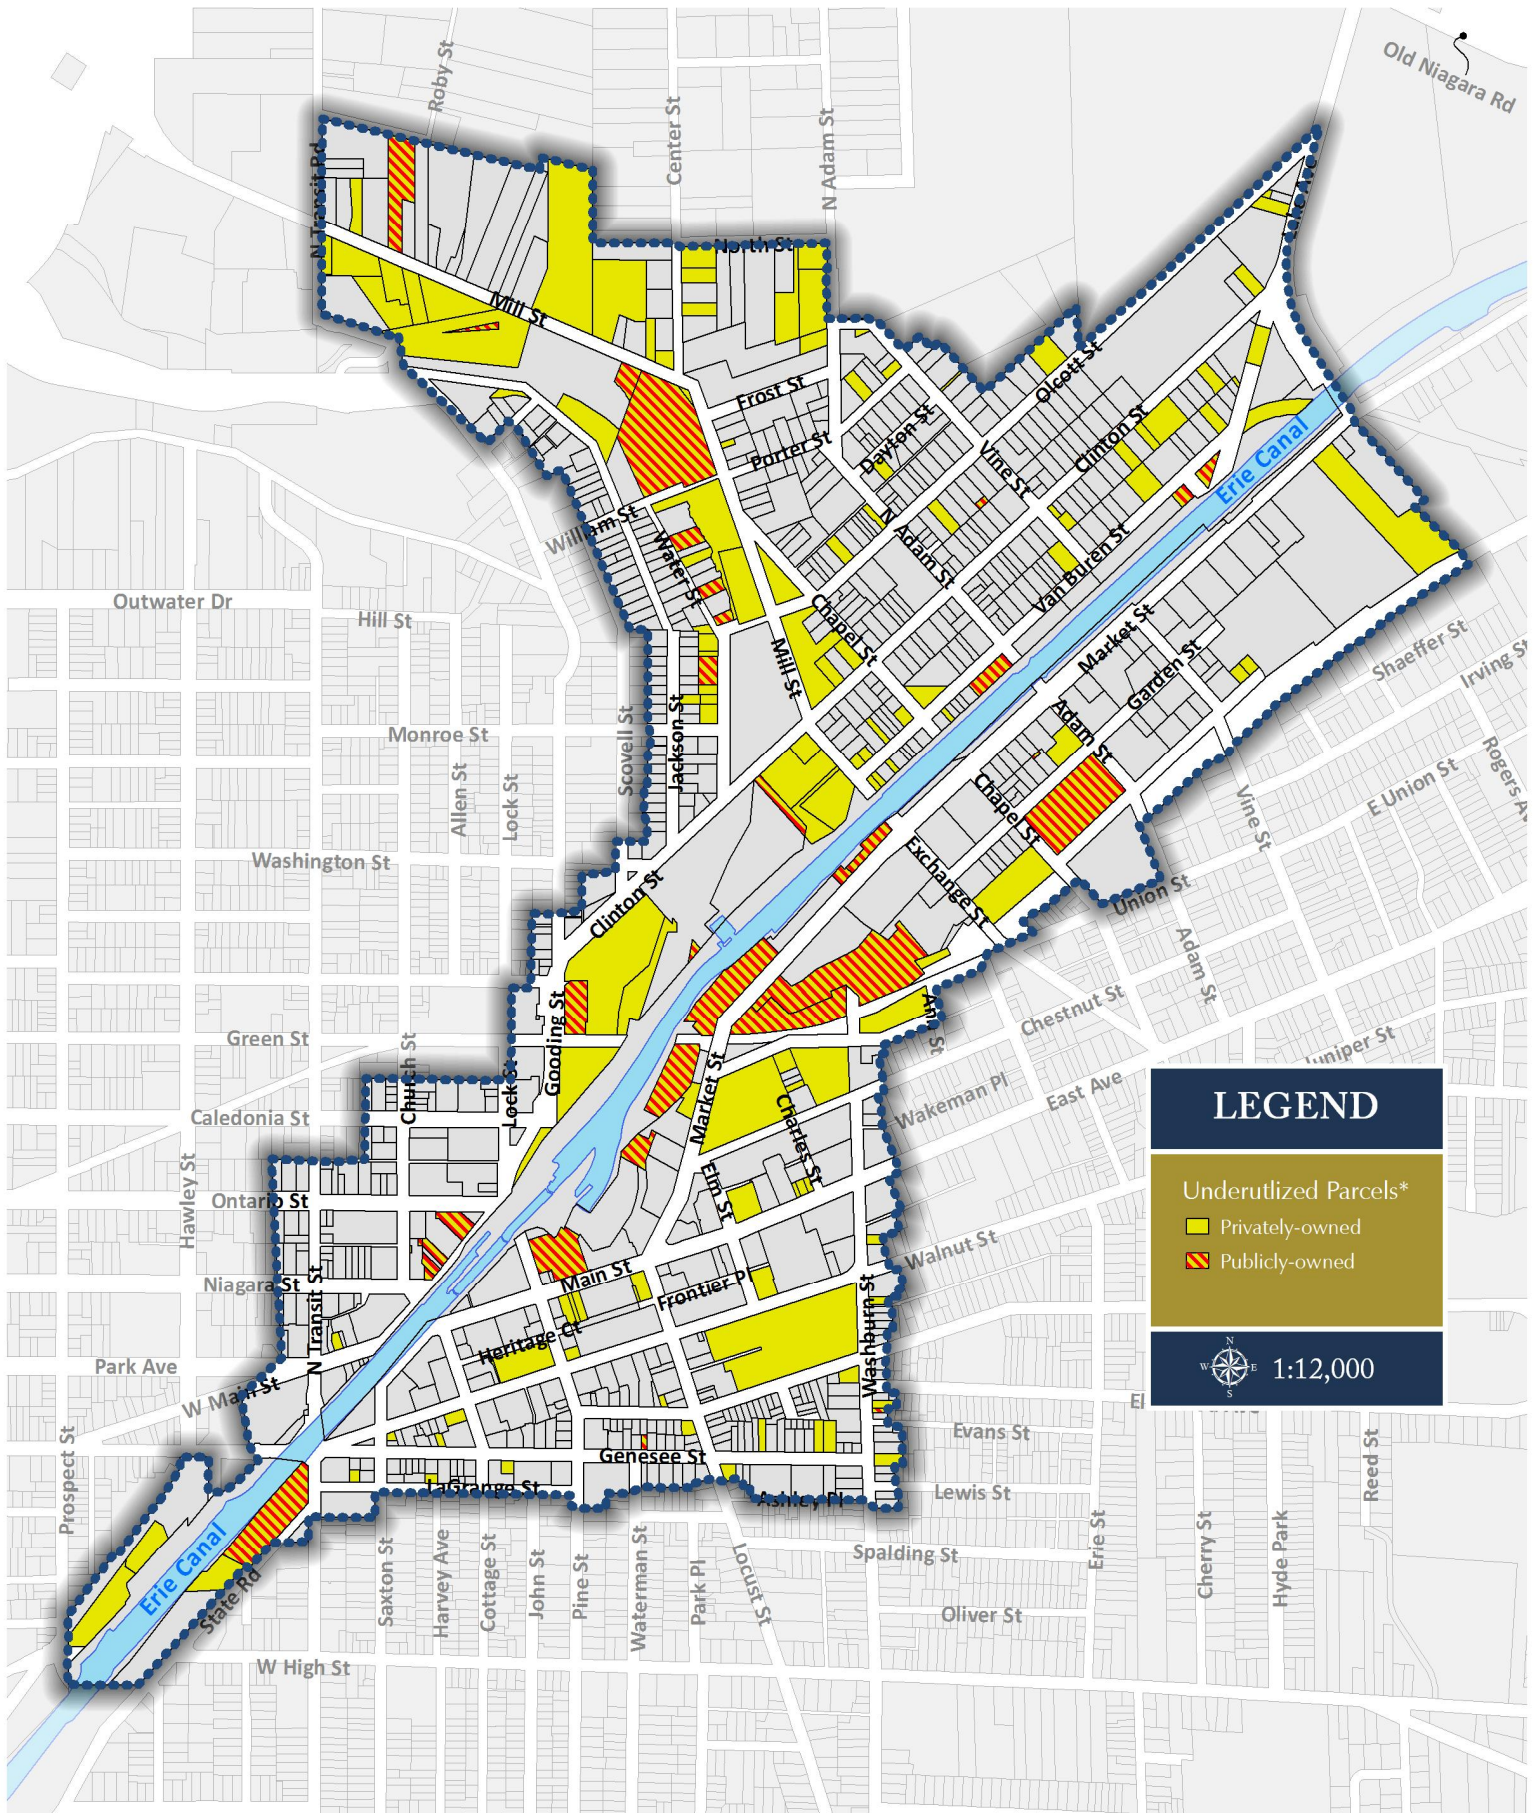 Roby St
Old Niagara Rd
Center St
N Adam St
N Transit Rd
North St
Mill St
Olcott St
Frost St
Dayton St
Clinton St
Porter St
Vine St
Erie Canal
William St
Water St
N Adam St
Van Buren St
Outwater Dr
Hill St
Chapel St
Market St
Shaeffer St
Irving St
Mill St
Garden St
Adam St
Monroe St
Scovell St
Jackson St
Allen St
Lock St
Chapel St
Vine St
E Union St
Washington St
Exchange St
Clinton St
Union St
Adam St
Green St
Church St
Gooding St
Ann St
Chestnut St
Juniper St
Lock St
Market St
Charles St
Wakeman Pl
East Ave
Caledonia St
LEGEND
Hawley St
Ontario St
Elm St
Underutlized Parcels*
Privately-owned
Publicly-owned
Walnut St
Niagara St
N Transit St
Main St
Frontier Pl
Washburn St
Heritage Ct
Park Ave
W Main St
N
W
E
S
1:12,000
Prospect St
Genesee St
Evans St
Reed St
LaGrange St
Ashley Pl
Lewis St
Erie Canal
State Rd
Saxton St
Harvey Ave
Cottage St
John St
Pine St
Waterman St
Park Pl
Locust St
Spalding St
Erie St
Cherry St
Hyde Park
Oliver St
W High St